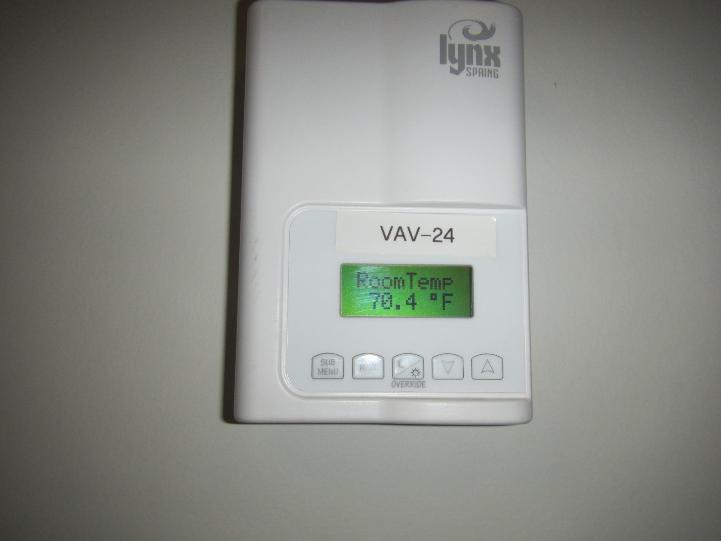 lynx
SPRING
VAV-24
RoomTemp
70.4 °F
SUB
MENU
OVERRIDE